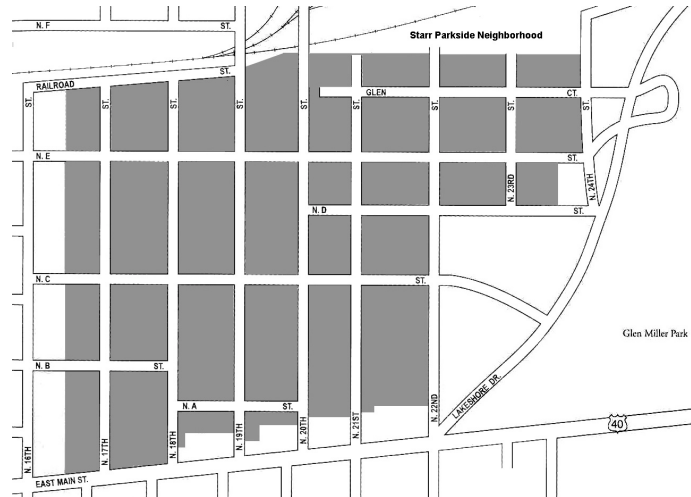 N. F ST.
Starr Parkside Neighborhood
RAILROAD ST.
ST. ST. ST. ST. ST. ST. ST. ST.
GLEN CT.
N. E ST.
N. 23RD
N. 24TH
N. D ST.
N. C ST.
Glen Miller Park
N. B ST.
LAKESHORE DR.
N. A ST.
N. 16TH
N. 17TH
N. 18TH
N. 19TH
N. 20TH
N. 21ST
N. 22ND
40
EAST MAIN ST.